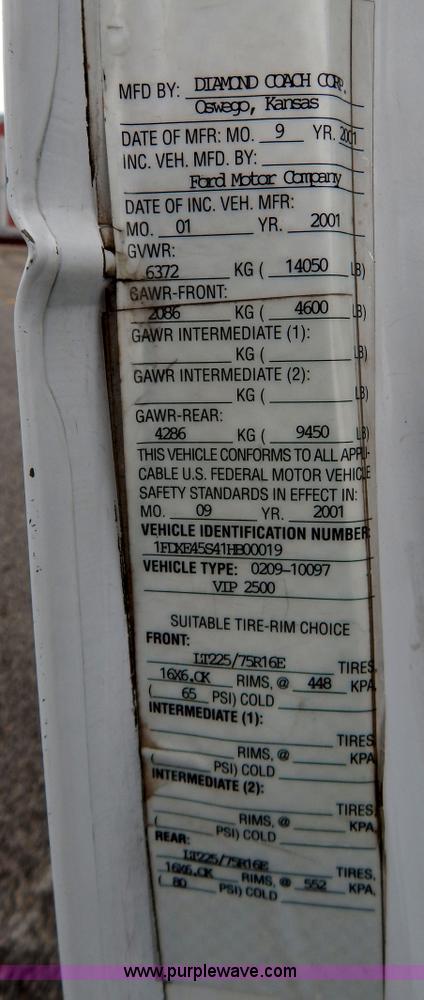 MFD BY: DIAMOND COACH CORP.
Oswego, Kansas
DATE OF MFR: MO. 9 YR. 2001
INC. VEH. MFD. BY:
Ford Motor Company
DATE OF INC. VEH. MFR:
MO. 01 YR. 2001
GVWR:
6372 KG ( 14050 LB)
GAWR-FRONT:
2086 KG ( 4600 LB)
GAWR INTERMEDIATE (1):
KG ( LB)
GAWR INTERMEDIATE (2):
KG ( LB)
GAWR-REAR:
4286 KG ( 9450 LB)
THIS VEHICLE CONFORMS TO ALL APPLI-
CABLE U.S. FEDERAL MOTOR VEHICLE
SAFETY STANDARDS IN EFFECT IN:
MO. 09 YR. 2001
VEHICLE IDENTIFICATION NUMBER
1FDXE45S41HB00019
VEHICLE TYPE: 0209-10097
VIP 2500
SUITABLE TIRE-RIM CHOICE
FRONT:
LT225/75R16E TIRES,
16X6.0K RIMS, @ 448 KPA
( 65 PSI) COLD
INTERMEDIATE (1):
TIRES
RIMS, @ KPA
( PSI) COLD
INTERMEDIATE (2):
TIRES,
RIMS, @ KPA.
( PSI) COLD
REAR:
LT225/75R16E TIRES,
16X6.0K RIMS, @ 552 KPA,
( 80 PSI) COLD
www.purplewave.com